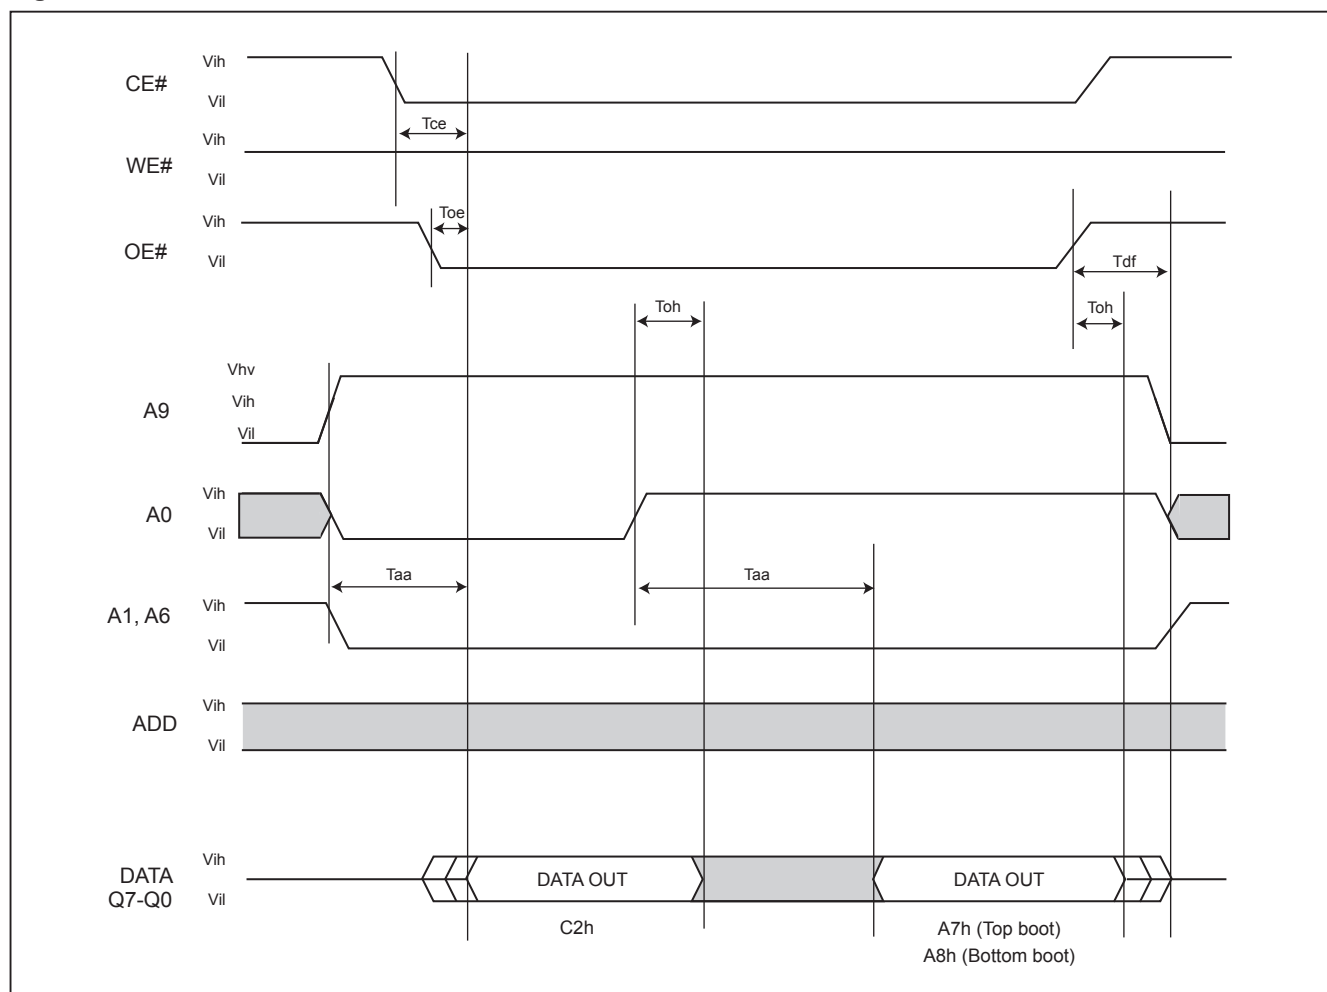 Vih
CE#
Vil
Tce
Vih
WE#
Vil
Toe
Vih
OE#
Vil
Tdf
Toh
Toh
Vhv
Vih
A9
Vil
Vih
A0
Vil
Taa
Taa
Vih
A1, A6
Vil
Vih
ADD
Vil
Vih
DATA
Q7-Q0
Vil
DATA OUT
DATA OUT
C2h
A7h (Top boot)
A8h (Bottom boot)